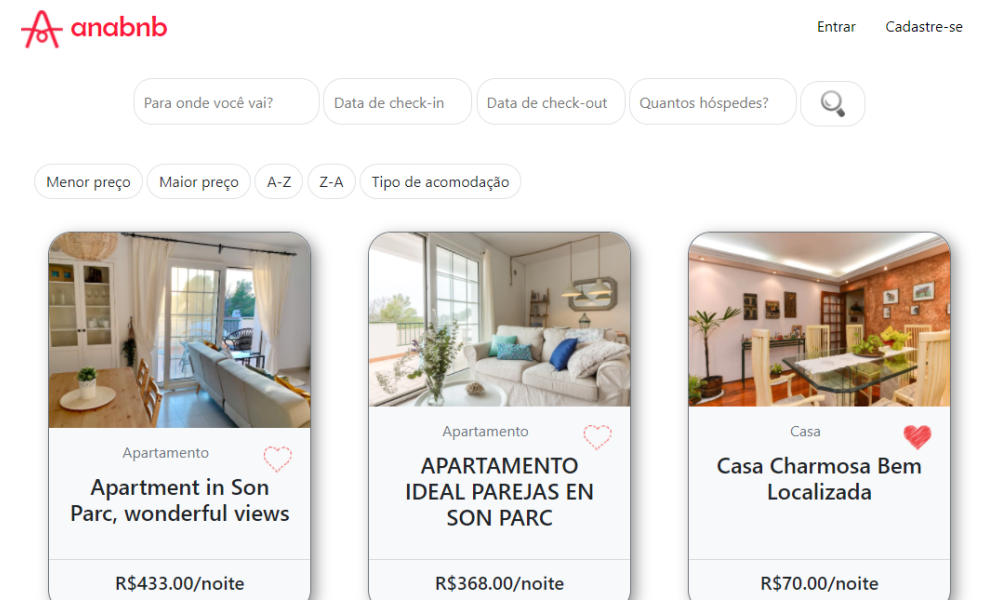 anabnb
Entrar
Cadastre-se
Para onde você vai?
Data de check-in
Data de check-out
Quantos hóspedes?
Menor preço
Maior preço
A-Z
Z-A
Tipo de acomodação
Apartamento
Apartment in Son
Parc, wonderful views
R$433.00/noite
Apartamento
APARTAMENTO
IDEAL PAREJAS EN
SON PARC
R$368.00/noite
Casa
Casa Charmosa Bem
Localizada
R$70.00/noite